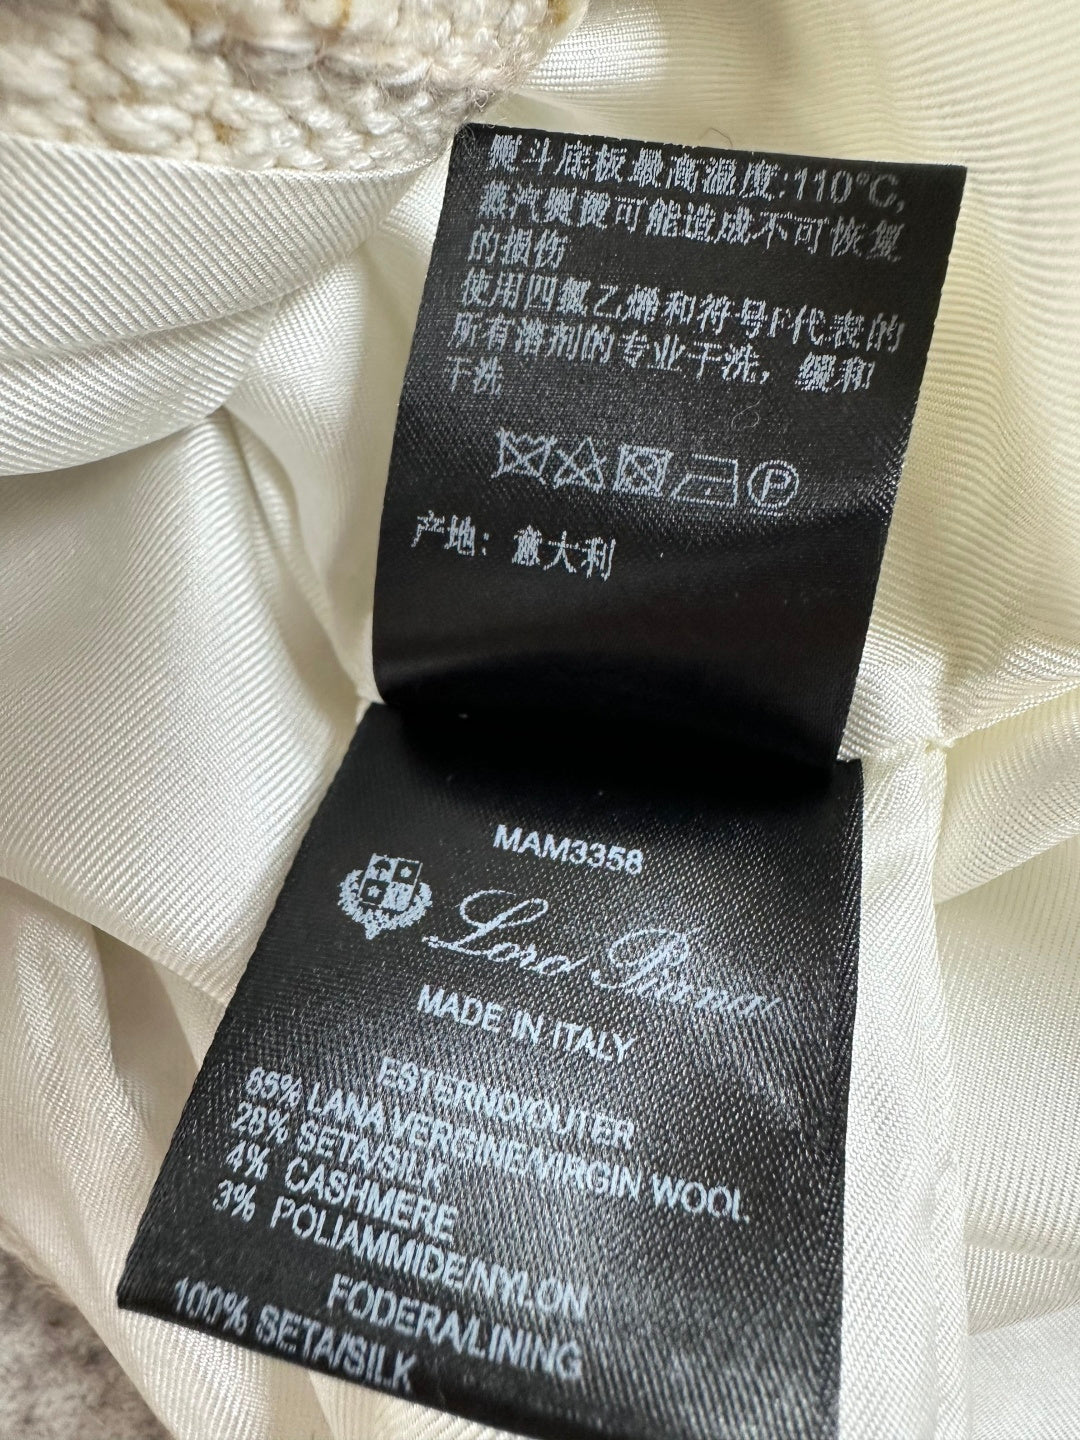 熨斗底板最高温度:110°C,
蒸汽熨烫可能造成不可恢复
的损伤
使用四氯乙烯和符号F代表的
所有溶剂的专业干洗，缓和
干洗
P
产地：意大利
MAM3358
Loro Piana
MADE IN ITALY
ESTERNO/OUTER
65% LANA VERGINE/VIRGIN WOOL
28% SETA/SILK
4% CASHMERE
3% POLIAMMIDE/NYLON
FODERA/LINING
100% SETA/SILK